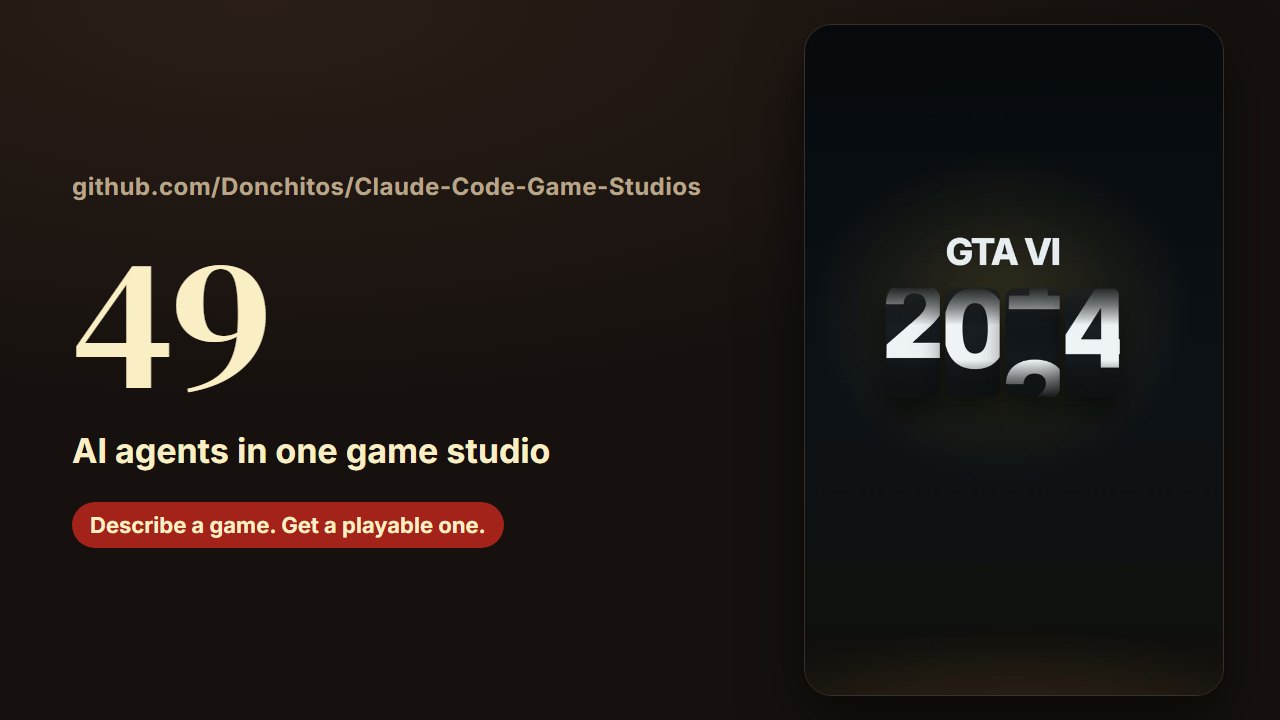 github.com/Donchitos/Claude-Code-Game-Studios
49
AI agents in one game studio
Describe a game. Get a playable one.
GTA VI